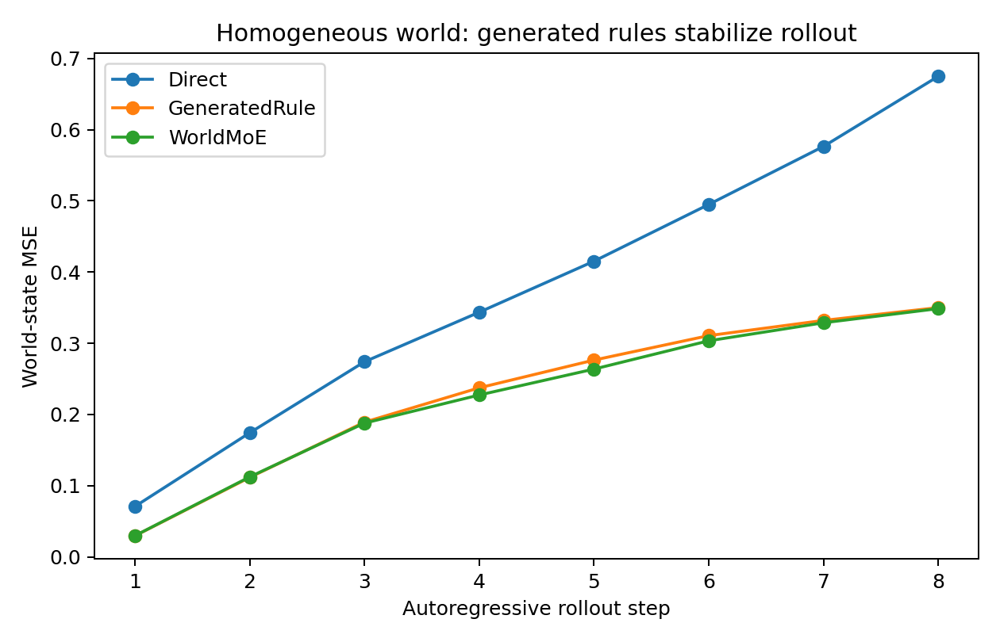 Homogeneous world: generated rules stabilize rollout
Direct
GeneratedRule
WorldMoE
World-state MSE
0.7
0.6
0.5
0.4
0.3
0.2
0.1
0.0
1 2 3 4 5 6 7 8
Autoregressive rollout step